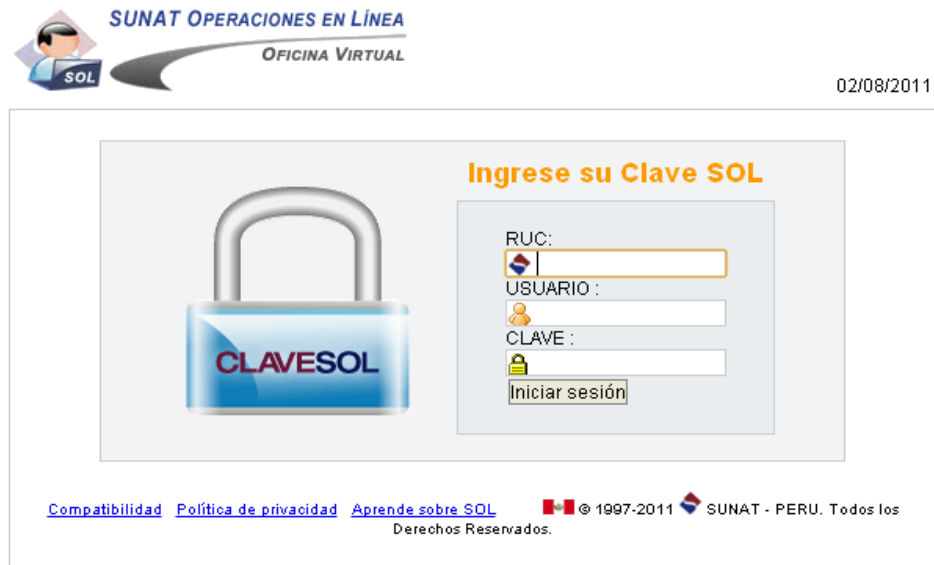 SUNAT OPERACIONES EN LÍNEA
OFICINA VIRTUAL
SOL
02/08/2011
Ingrese su Clave SOL
RUC:
USUARIO :
CLAVE :
Iniciar sesión
CLAVESOL
Compatibilidad Política de privacidad Aprende sobre SOL © 1997-2011 SUNAT - PERU. Todos los
Derechos Reservados.